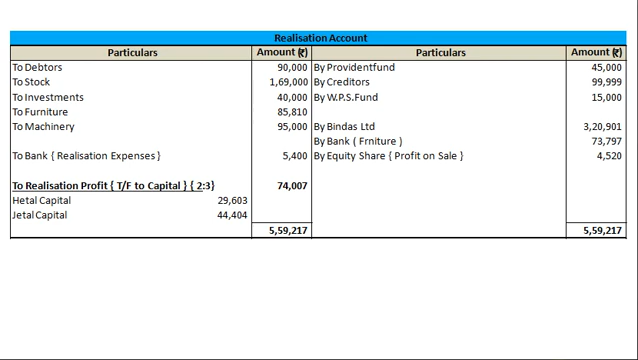 Realisation Account
Particulars Amount (₹) Particulars Amount (₹)
To Debtors 90,000 By Providentfund 45,000
To Stock 1,69,000 By Creditors 99,999
To Investments 40,000 By W.P.S.Fund 15,000
To Furniture 85,810
To Machinery 95,000 By Bindas Ltd 3,20,901
By Bank ( Frniture ) 73,797
To Bank { Realisation Expenses } 5,400 By Equity Share { Profit on Sale } 4,520
To Realisation Profit { T/F to Capital } { 2:3} 74,007
Hetal Capital 29,603
Jetal Capital 44,404
5,59,217 5,59,217